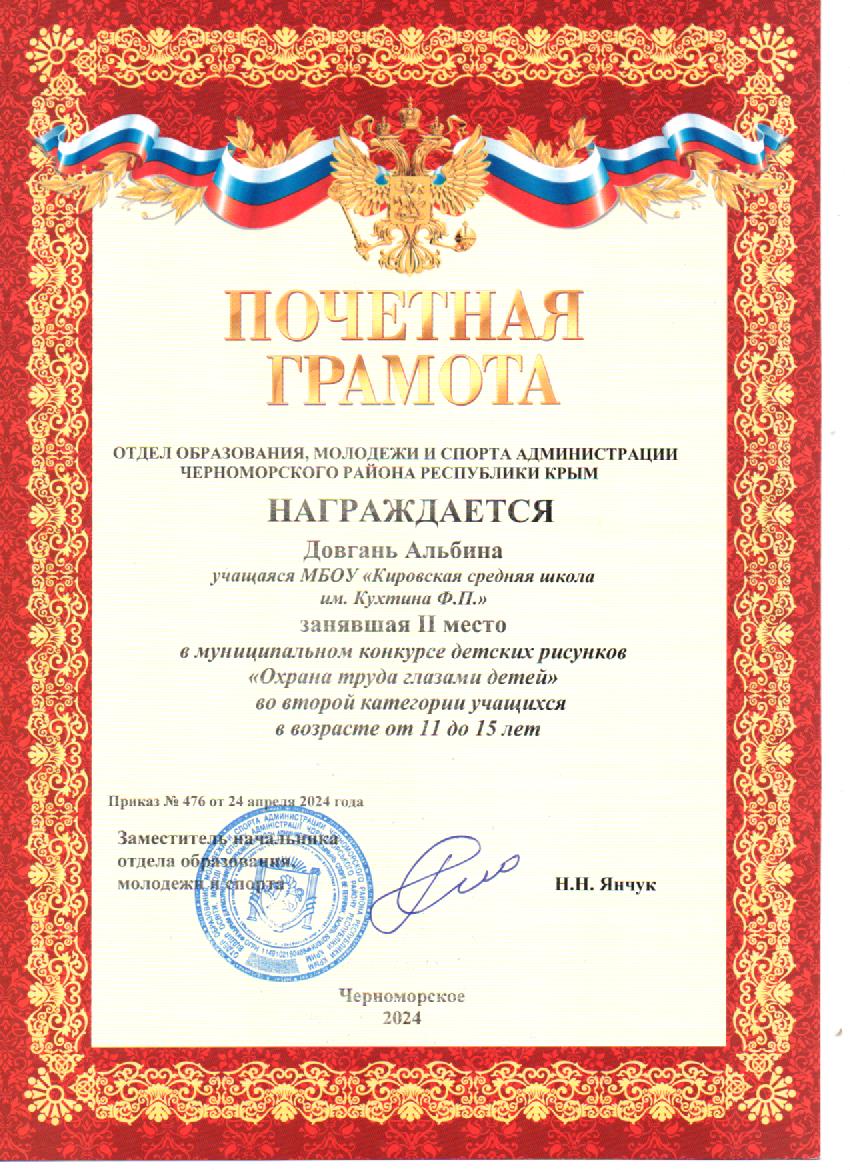 ПОЧЕТНАЯ
ГРАМОТА
ОТДЕЛ ОБРАЗОВАНИЯ, МОЛОДЕЖИ И СПОРТА АДМИНИСТРАЦИИ
ЧЕРНОМОРСКОГО РАЙОНА РЕСПУБЛИКИ КРЫМ
НАГРАЖДАЕТСЯ
Довгань Альбина
учащаяся МБОУ «Кировская средняя школа
им. Кухтина Ф.П.»
занявшая II место
в муниципальном конкурсе детских рисунков
«Охрана труда глазами детей»
во второй категории учащихся
в возрасте от 11 до 15 лет
Приказ № 476 от 24 апреля 2024 года
Заместитель начальника
отдела образования,
молодежи и спорта
Н.Н. Янчук
Черноморское
2024